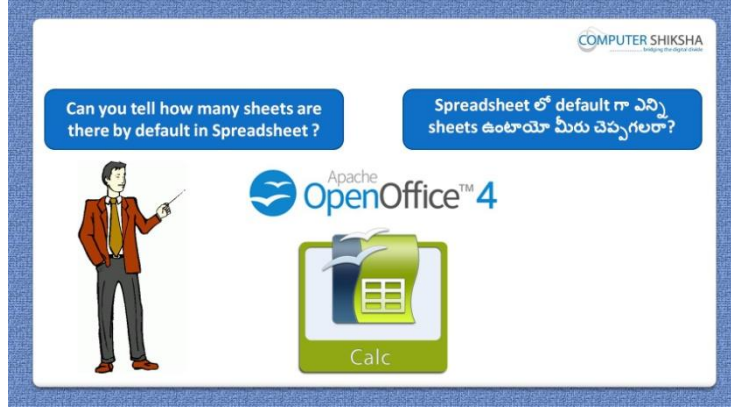 COMPUTER SHIKSHA
bridging the digital divide
Can you tell how many sheets are
there by default in Spreadsheet ?
Spreadsheet లో default గా ఎన్ని
sheets ఉంటాయో మీరు చెప్పగలరా?
Apache
OpenOffice™ 4
Calc